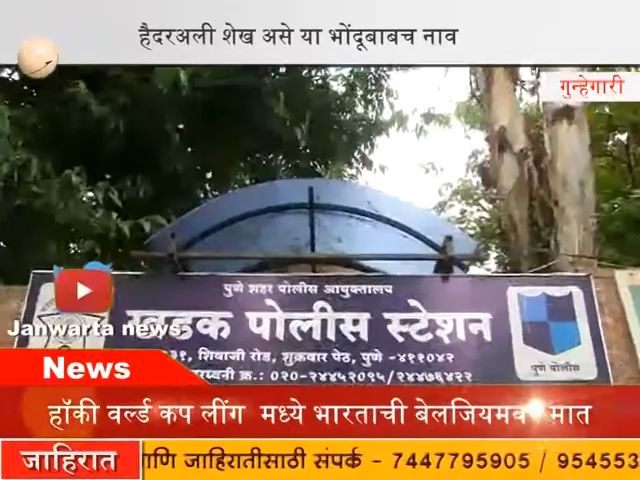 हैदरअली शेख असे या भोंदूबाबच नाव
गुन्हेगारी
पुणे शहर पोलीस आयुक्तालय
खडक पोलीस स्टेशन
शिवाजी रोड, शुक्रवार पेठ, पुणे -४११०४२
क्र.: ०२०-२४४५२०९५/२४४७६४२२
पुणे पोलीस
Janwarta news
News
हॉकी वर्ल्ड कप लींग मध्ये भारताची बेलजियमवर मात
जाहिरात
आणि जाहिरातीसाठी संपर्क - 7447795905 / 954553